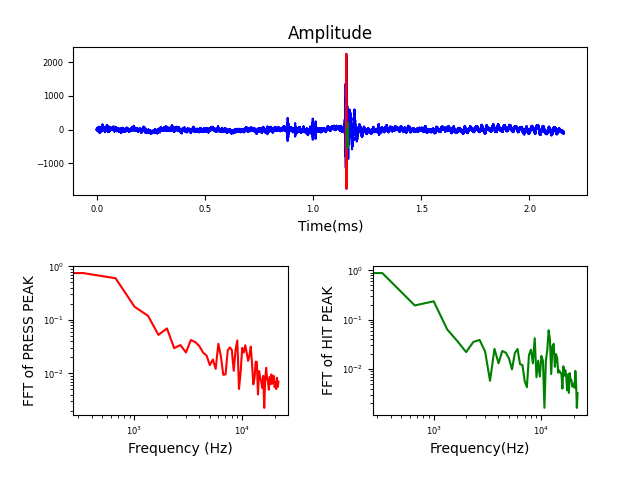 Amplitude
2000
1000
0
−1000
0.0 0.5 1.0 1.5 2.0
Time(ms)
FFT of PRESS PEAK
10⁰
10⁻¹
10⁻²
10³ 10⁴
Frequency (Hz)
FFT of HIT PEAK
10⁰
10⁻¹
10⁻²
10³ 10⁴
Frequency(Hz)